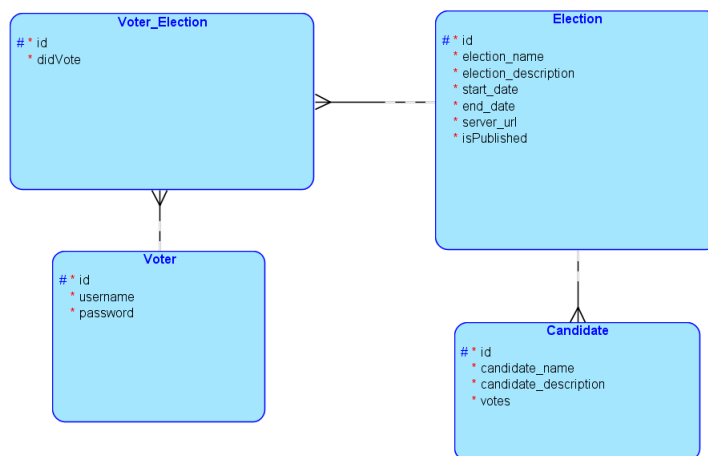 Voter_Election
# * id
* didVote
Election
# * id
* election_name
* election_description
* start_date
* end_date
* server_url
* isPublished
Voter
# * id
* username
* password
Candidate
# * id
* candidate_name
* candidate_description
* votes